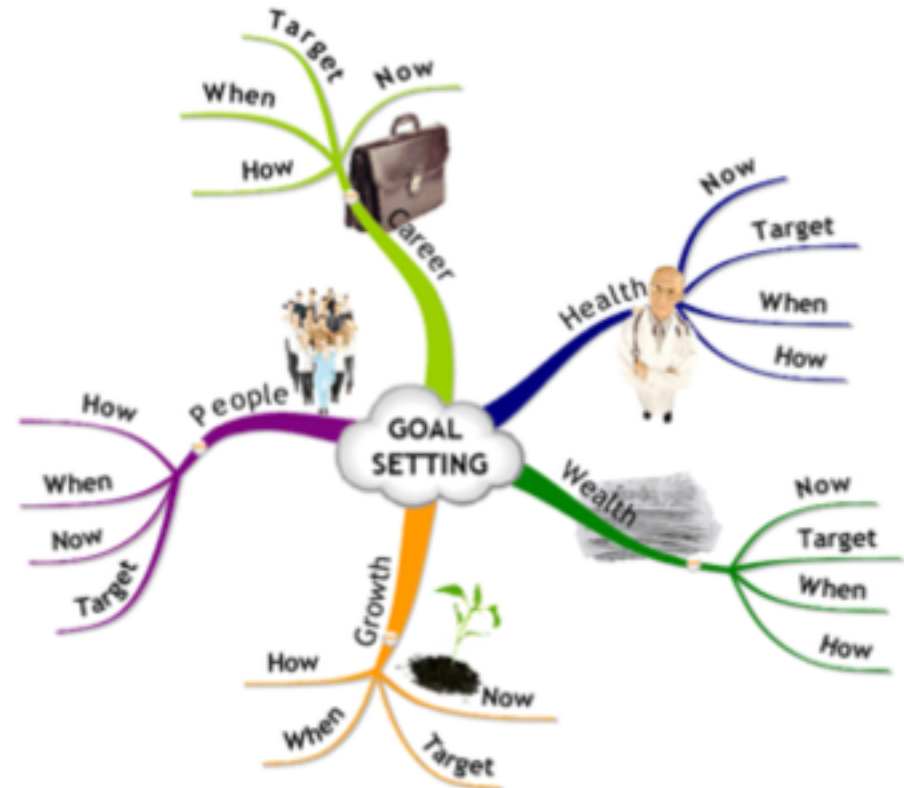 GOAL
SETTING
Career
Target
When
How
Now
Health
Now
Target
When
How
Wealth
Now
Target
When
How
Growth
Now
Target
When
How
People
How
When
Now
Target